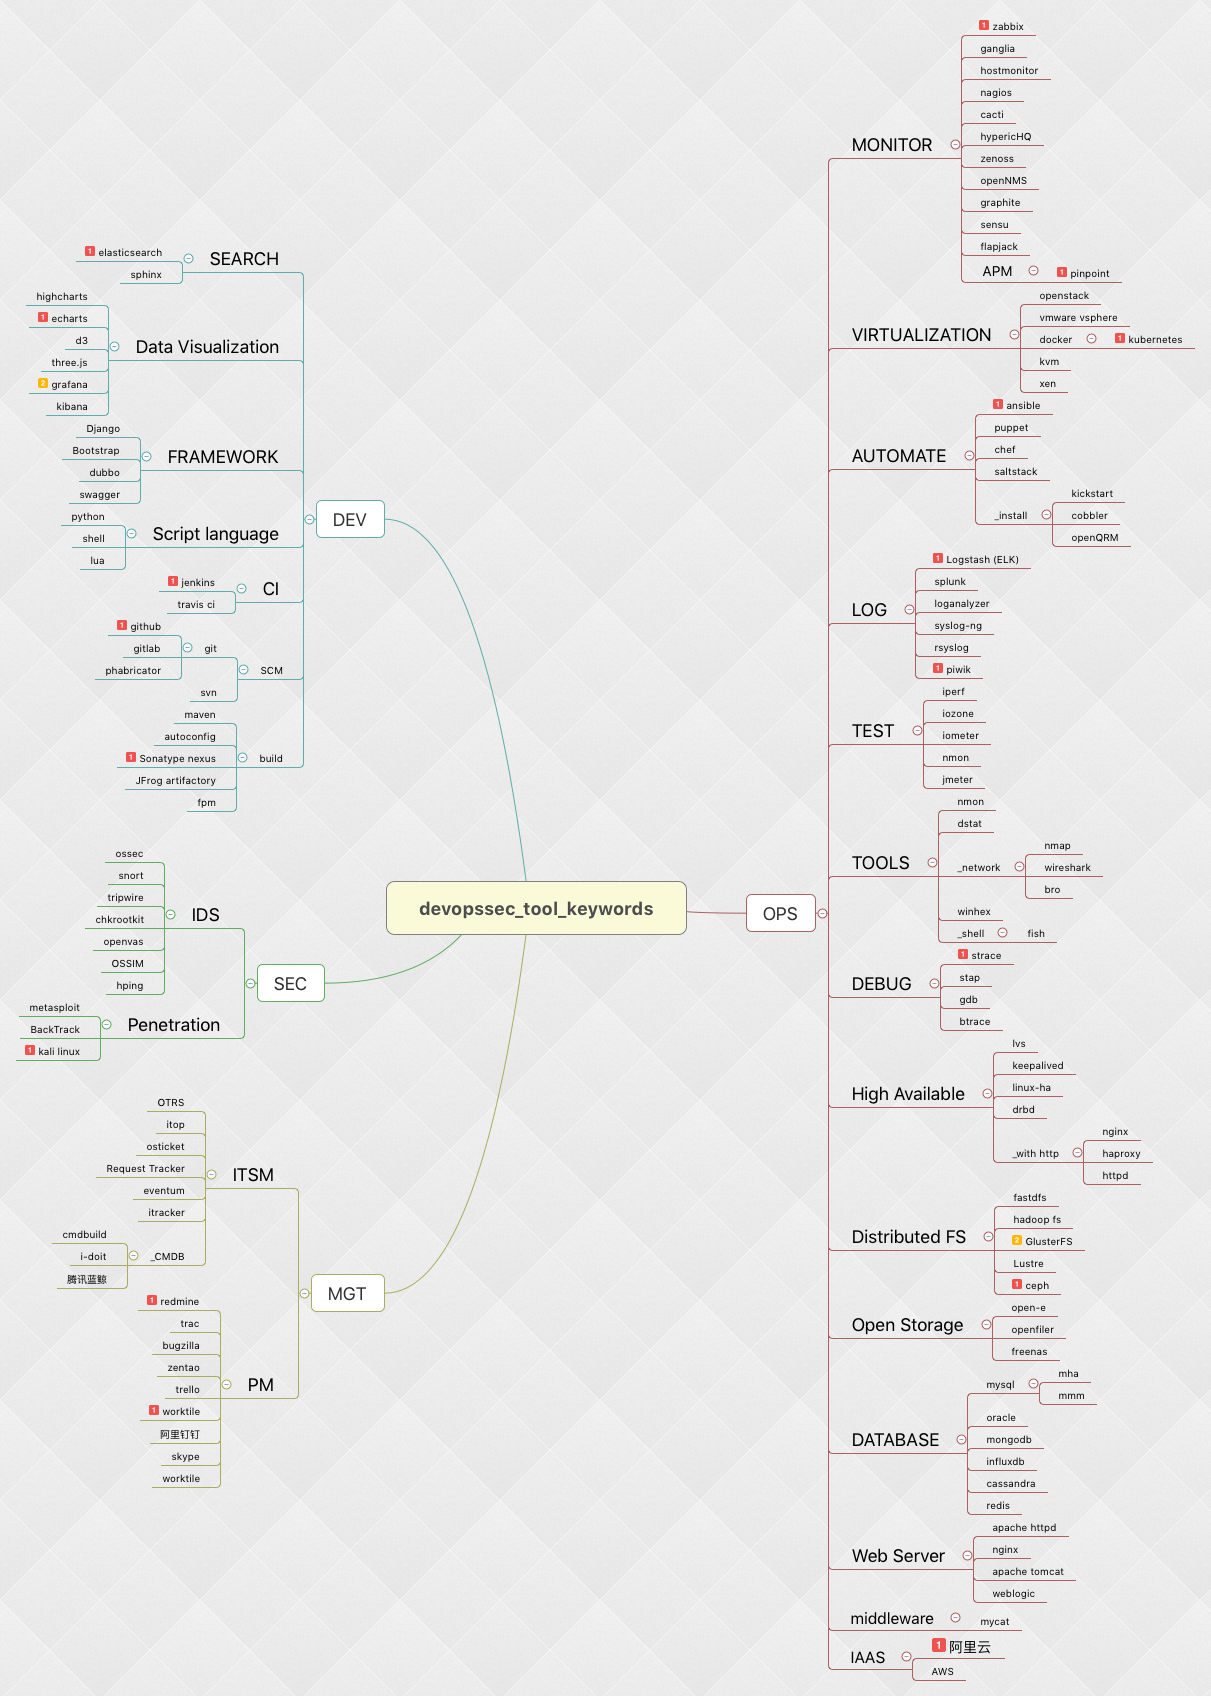 devopssec_tool_keywords
DEV
SEARCH
1 elasticsearch
sphinx
Data Visualization
highcharts
1 echarts
d3
three.js
2 grafana
kibana
FRAMEWORK
Django
Bootstrap
dubbo
swagger
Script language
python
shell
lua
CI
1 jenkins
travis ci
SCM
git
1 github
gitlab
phabricator
svn
build
maven
autoconfig
1 Sonatype nexus
JFrog artifactory
fpm
SEC
IDS
ossec
snort
tripwire
chkrootkit
openvas
OSSIM
hping
Penetration
metasploit
BackTrack
1 kali linux
MGT
ITSM
OTRS
itop
osticket
Request Tracker
eventum
itracker
_CMDB
cmdbuild
i-doit
腾讯蓝鲸
PM
1 redmine
trac
bugzilla
zentao
trello
1 worktile
阿里钉钉
skype
worktile
OPS
MONITOR
1 zabbix
ganglia
hostmonitor
nagios
cacti
hypericHQ
zenoss
openNMS
graphite
sensu
flapjack
APM
1 pinpoint
VIRTUALIZATION
openstack
vmware vsphere
docker
1 kubernetes
kvm
xen
AUTOMATE
1 ansible
puppet
chef
saltstack
_install
kickstart
cobbler
openQRM
LOG
1 Logstash (ELK)
splunk
loganalyzer
syslog-ng
rsyslog
1 piwik
TEST
iperf
iozone
iometer
nmon
jmeter
TOOLS
nmon
dstat
_network
nmap
wireshark
bro
winhex
_shell
fish
DEBUG
1 strace
stap
gdb
btrace
High Available
lvs
keepalived
linux-ha
drbd
_with http
nginx
haproxy
httpd
Distributed FS
fastdfs
hadoop fs
2 GlusterFS
Lustre
1 ceph
Open Storage
open-e
openfiler
freenas
DATABASE
mysql
mha
mmm
oracle
mongodb
influxdb
cassandra
redis
Web Server
apache httpd
nginx
apache tomcat
weblogic
middleware
mycat
IAAS
1 阿里云
AWS